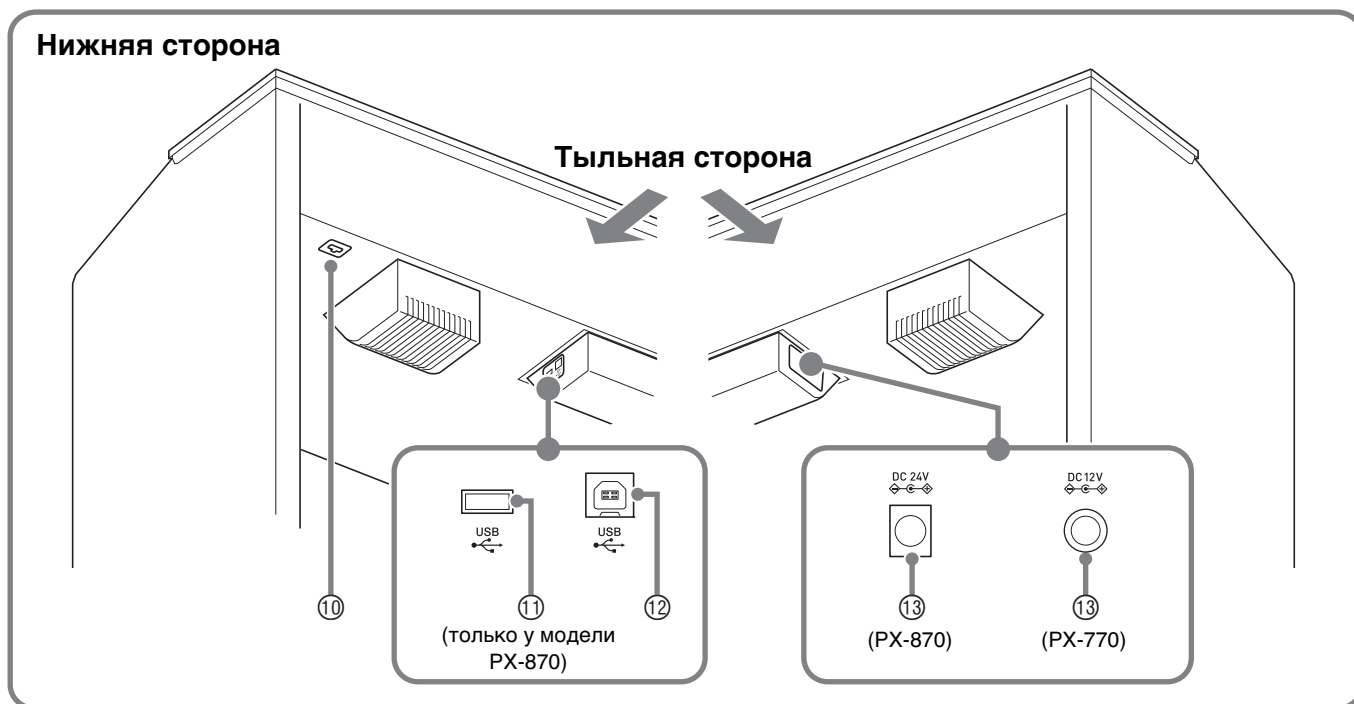 Нижняя сторона
Тыльная сторона
USB
USB
⑩
⑪
⑫
(только у модели
PX-870)
DC 24V
DC 12V
⑬
⑬
(PX-870)
(PX-770)